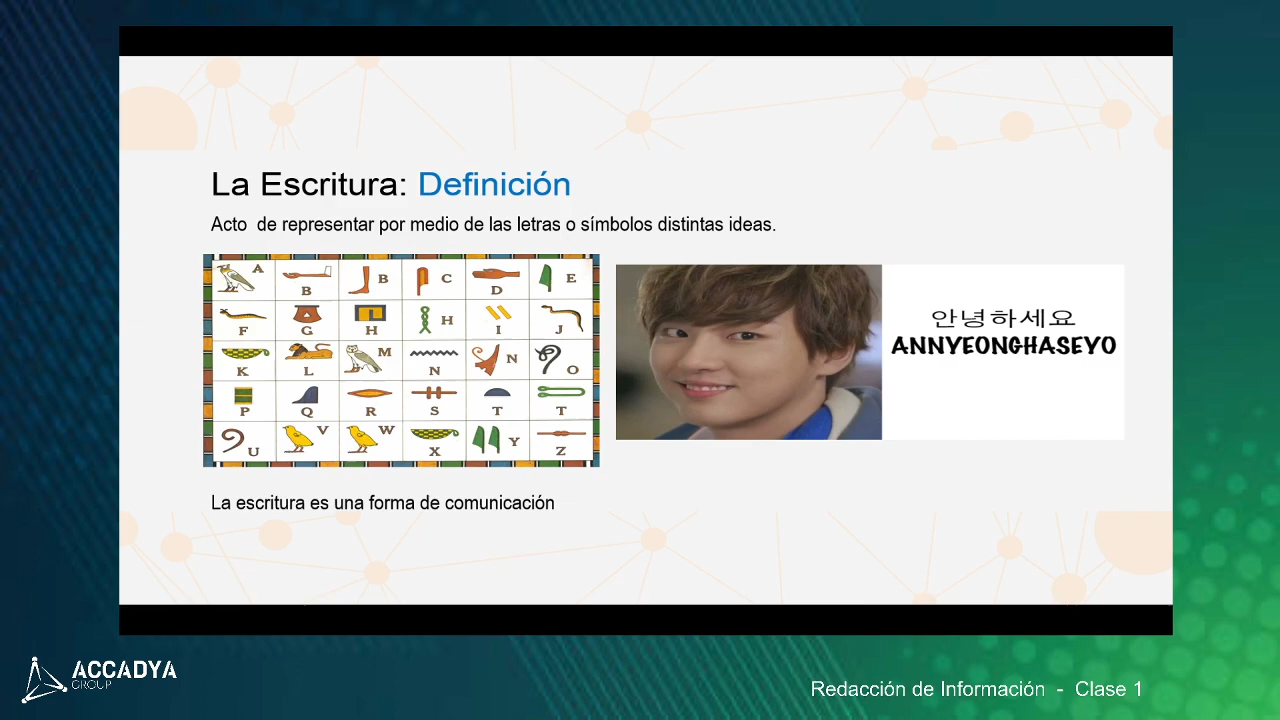 La Escritura: Definición
Acto de representar por medio de las letras o símbolos distintas ideas.
A B B C D E
F G H H I J
K L M N N O
P Q R S T T
U V W X Y Z
안녕하세요
ANNYEONGHASEYO
La escritura es una forma de comunicación
ACCADYA
GROUP
Redacción de Información - Clase 1